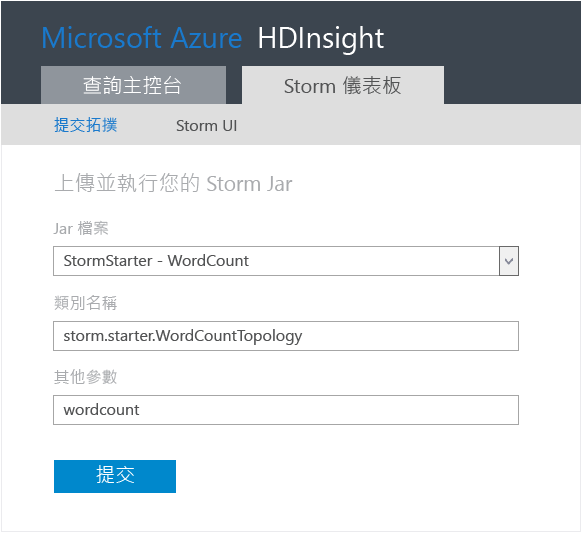 Microsoft Azure HDInsight
查詢主控台 Storm 儀表板
提交拓撲 Storm UI
上傳並執行您的 Storm Jar
Jar 檔案
StormStarter - WordCount
類別名稱
storm.starter.WordCountTopology
其他參數
wordcount
提交